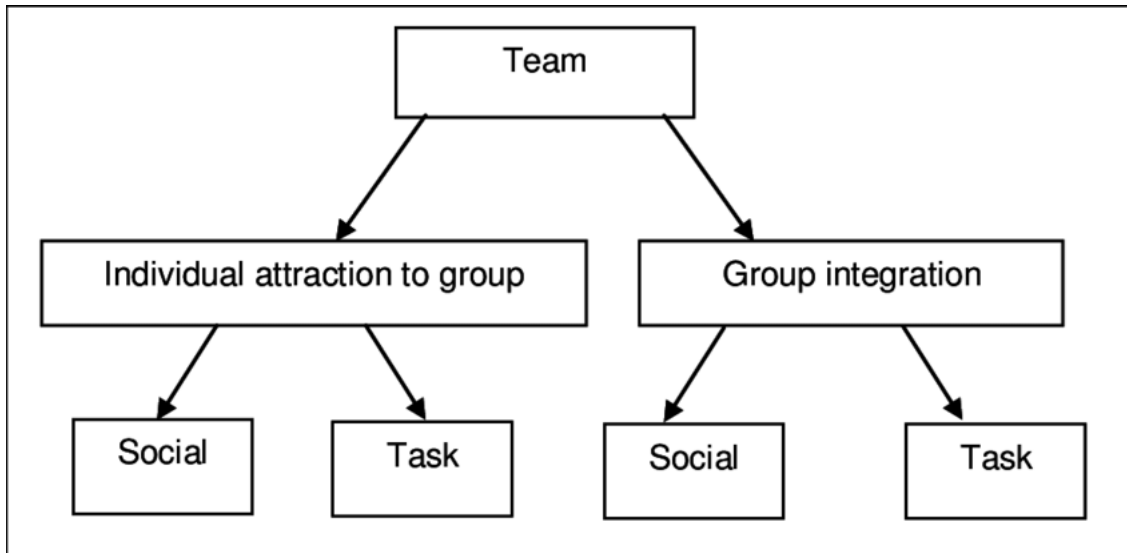 Team
Individual attraction to group
Group integration
Social
Task
Social
Task